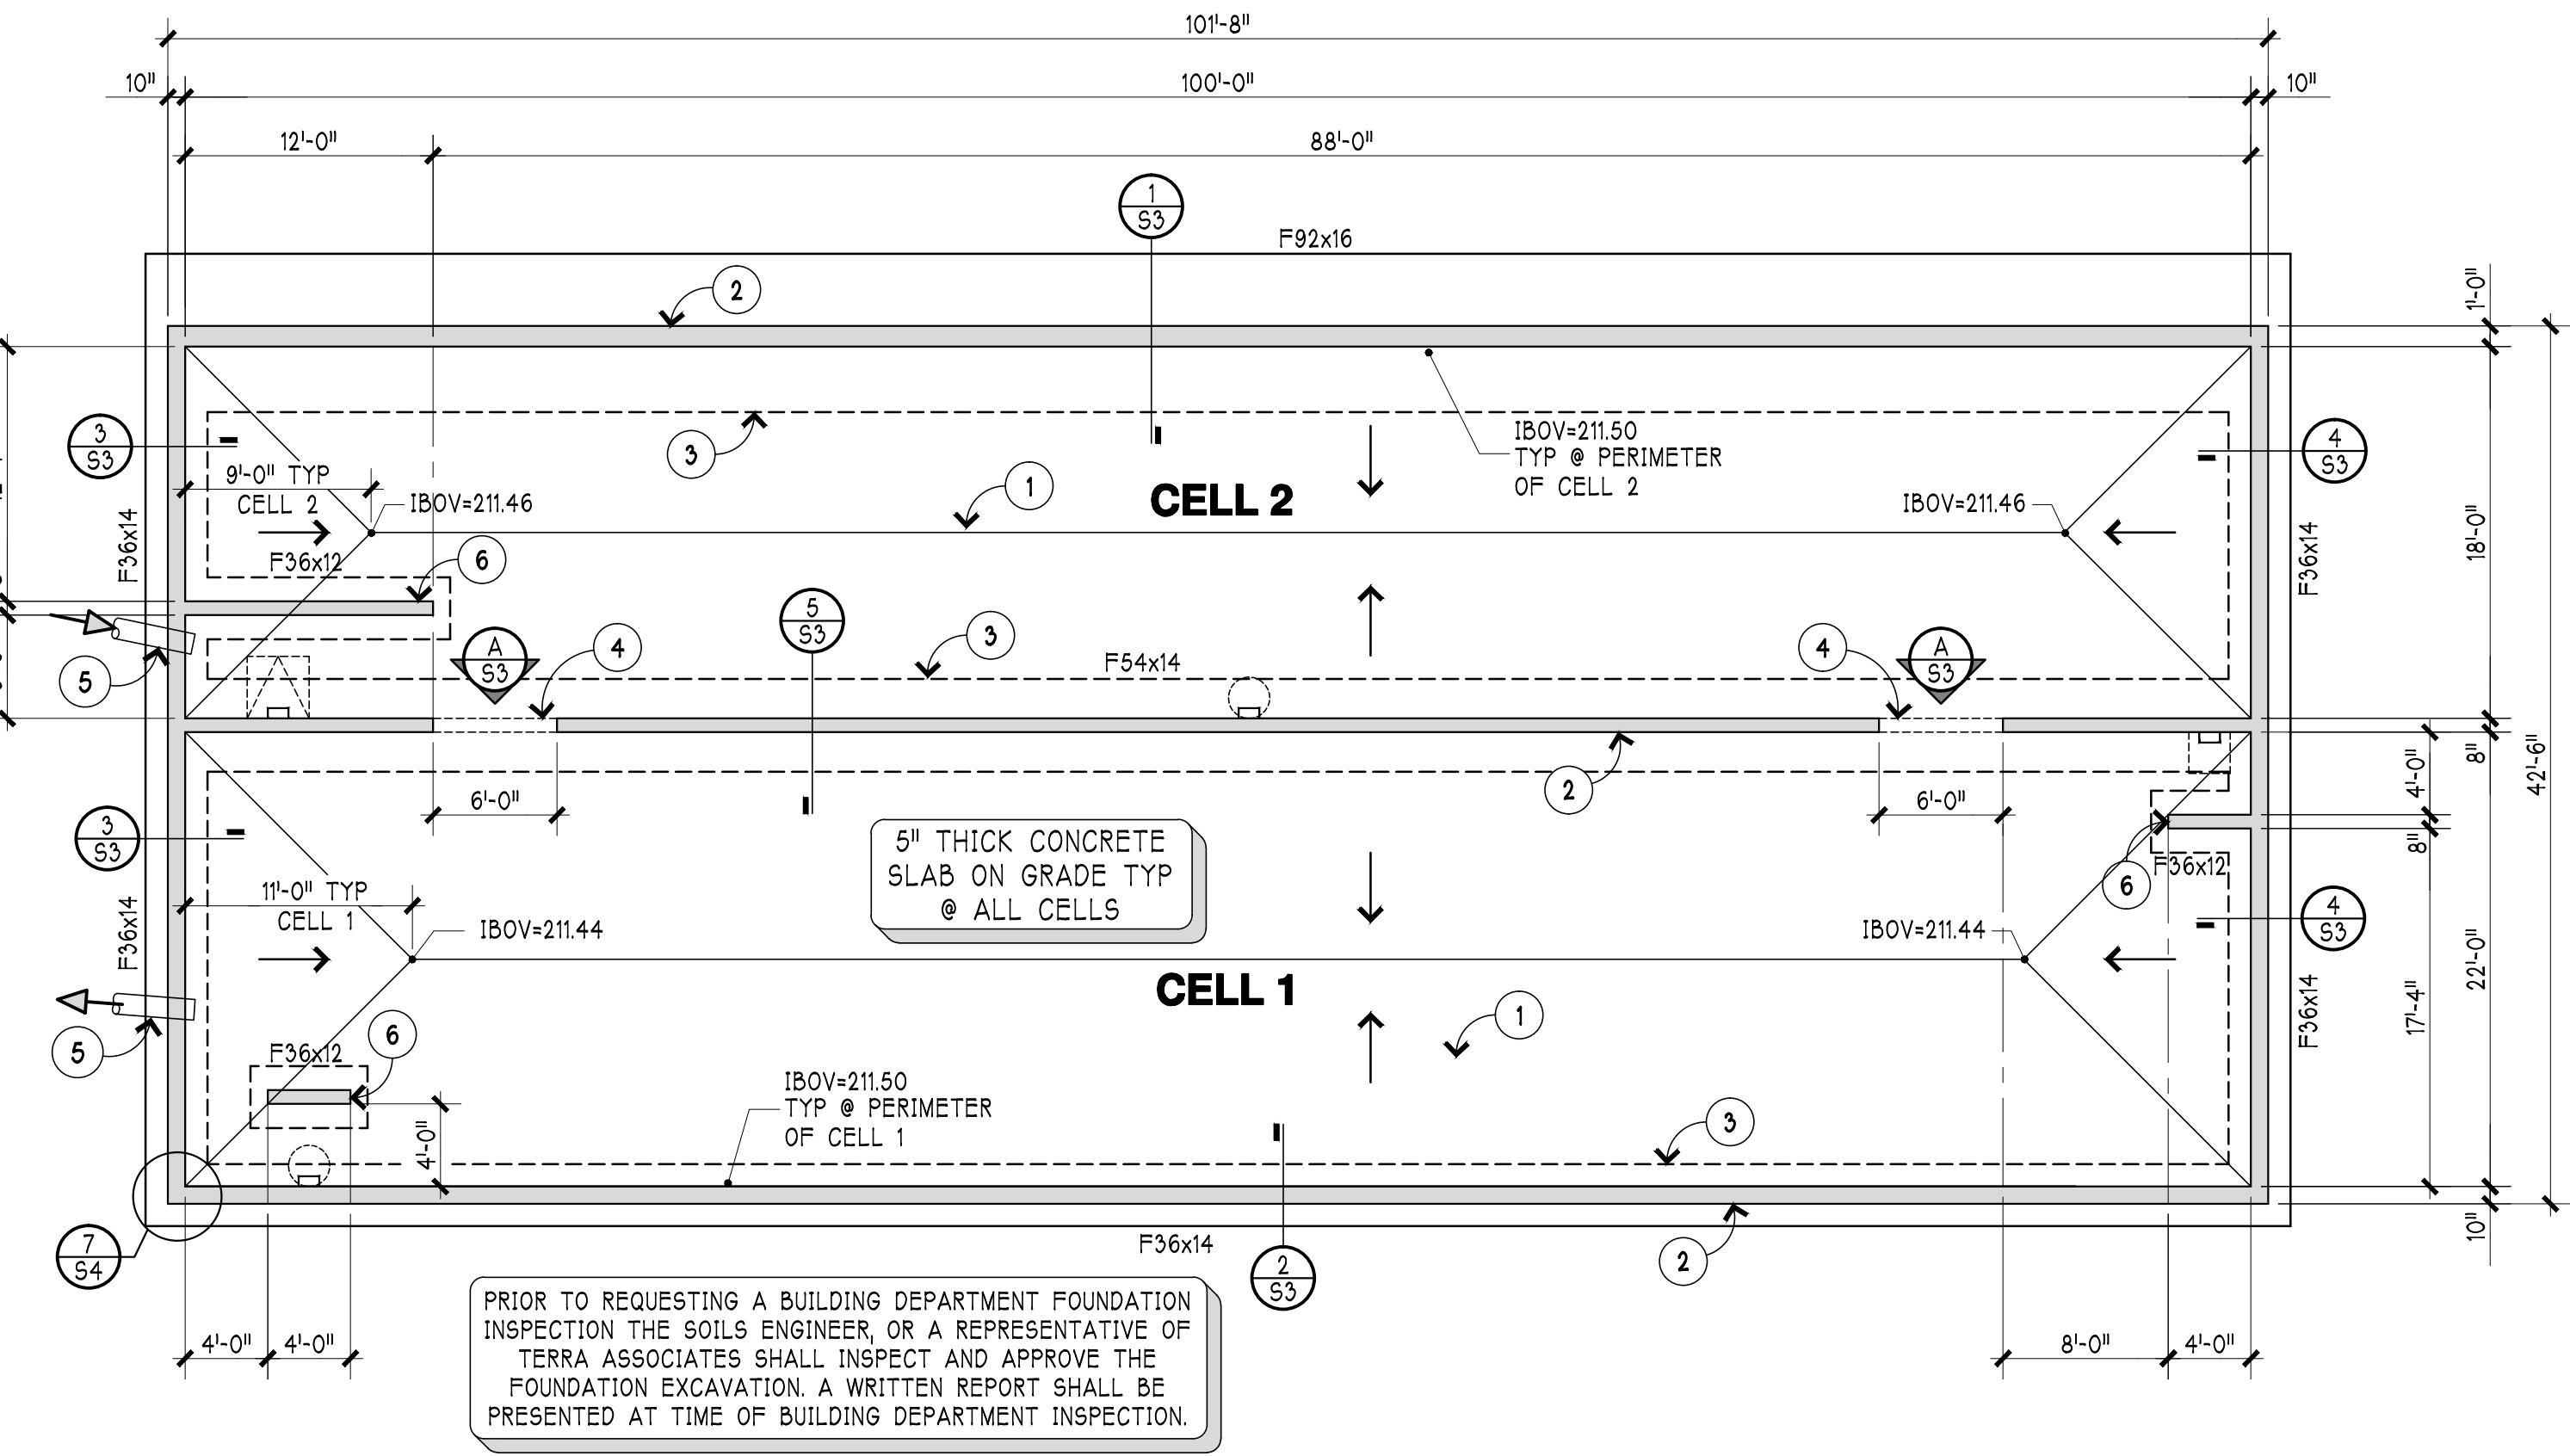 101'-8"
10"
100'-0"
10"
12'-0"
88'-0"
1
S3
F92x16
1'-0"
2
3
S3
3
9'-0" TYP
CELL 2
IBOV=211.46
1
CELL 2
IBOV=211.50
TYP @ PERIMETER
OF CELL 2
IBOV=211.46
4
S3
F36x14
F36x12
6
F36x14
18'-0"
5
S3
A
S3
4
3
F54x14
4
A
S3
5
6'-0"
2
6'-0"
4'-0"
8"
42'-6"
3
S3
5" THICK CONCRETE
SLAB ON GRADE TYP
@ ALL CELLS
8"
F36x12
6
11'-0" TYP
CELL 1
IBOV=211.44
IBOV=211.44
4
S3
F36x14
CELL 1
22'-0"
17'-4"
F36x14
5
6
F36x12
1
IBOV=211.50
TYP @ PERIMETER
OF CELL 1
4'-0"
3
7
S4
F36x14
2
S3
2
10"
PRIOR TO REQUESTING A BUILDING DEPARTMENT FOUNDATION
INSPECTION THE SOILS ENGINEER, OR A REPRESENTATIVE OF
TERRA ASSOCIATES SHALL INSPECT AND APPROVE THE
FOUNDATION EXCAVATION. A WRITTEN REPORT SHALL BE
PRESENTED AT TIME OF BUILDING DEPARTMENT INSPECTION.
4'-0"
4'-0"
8'-0"
4'-0"